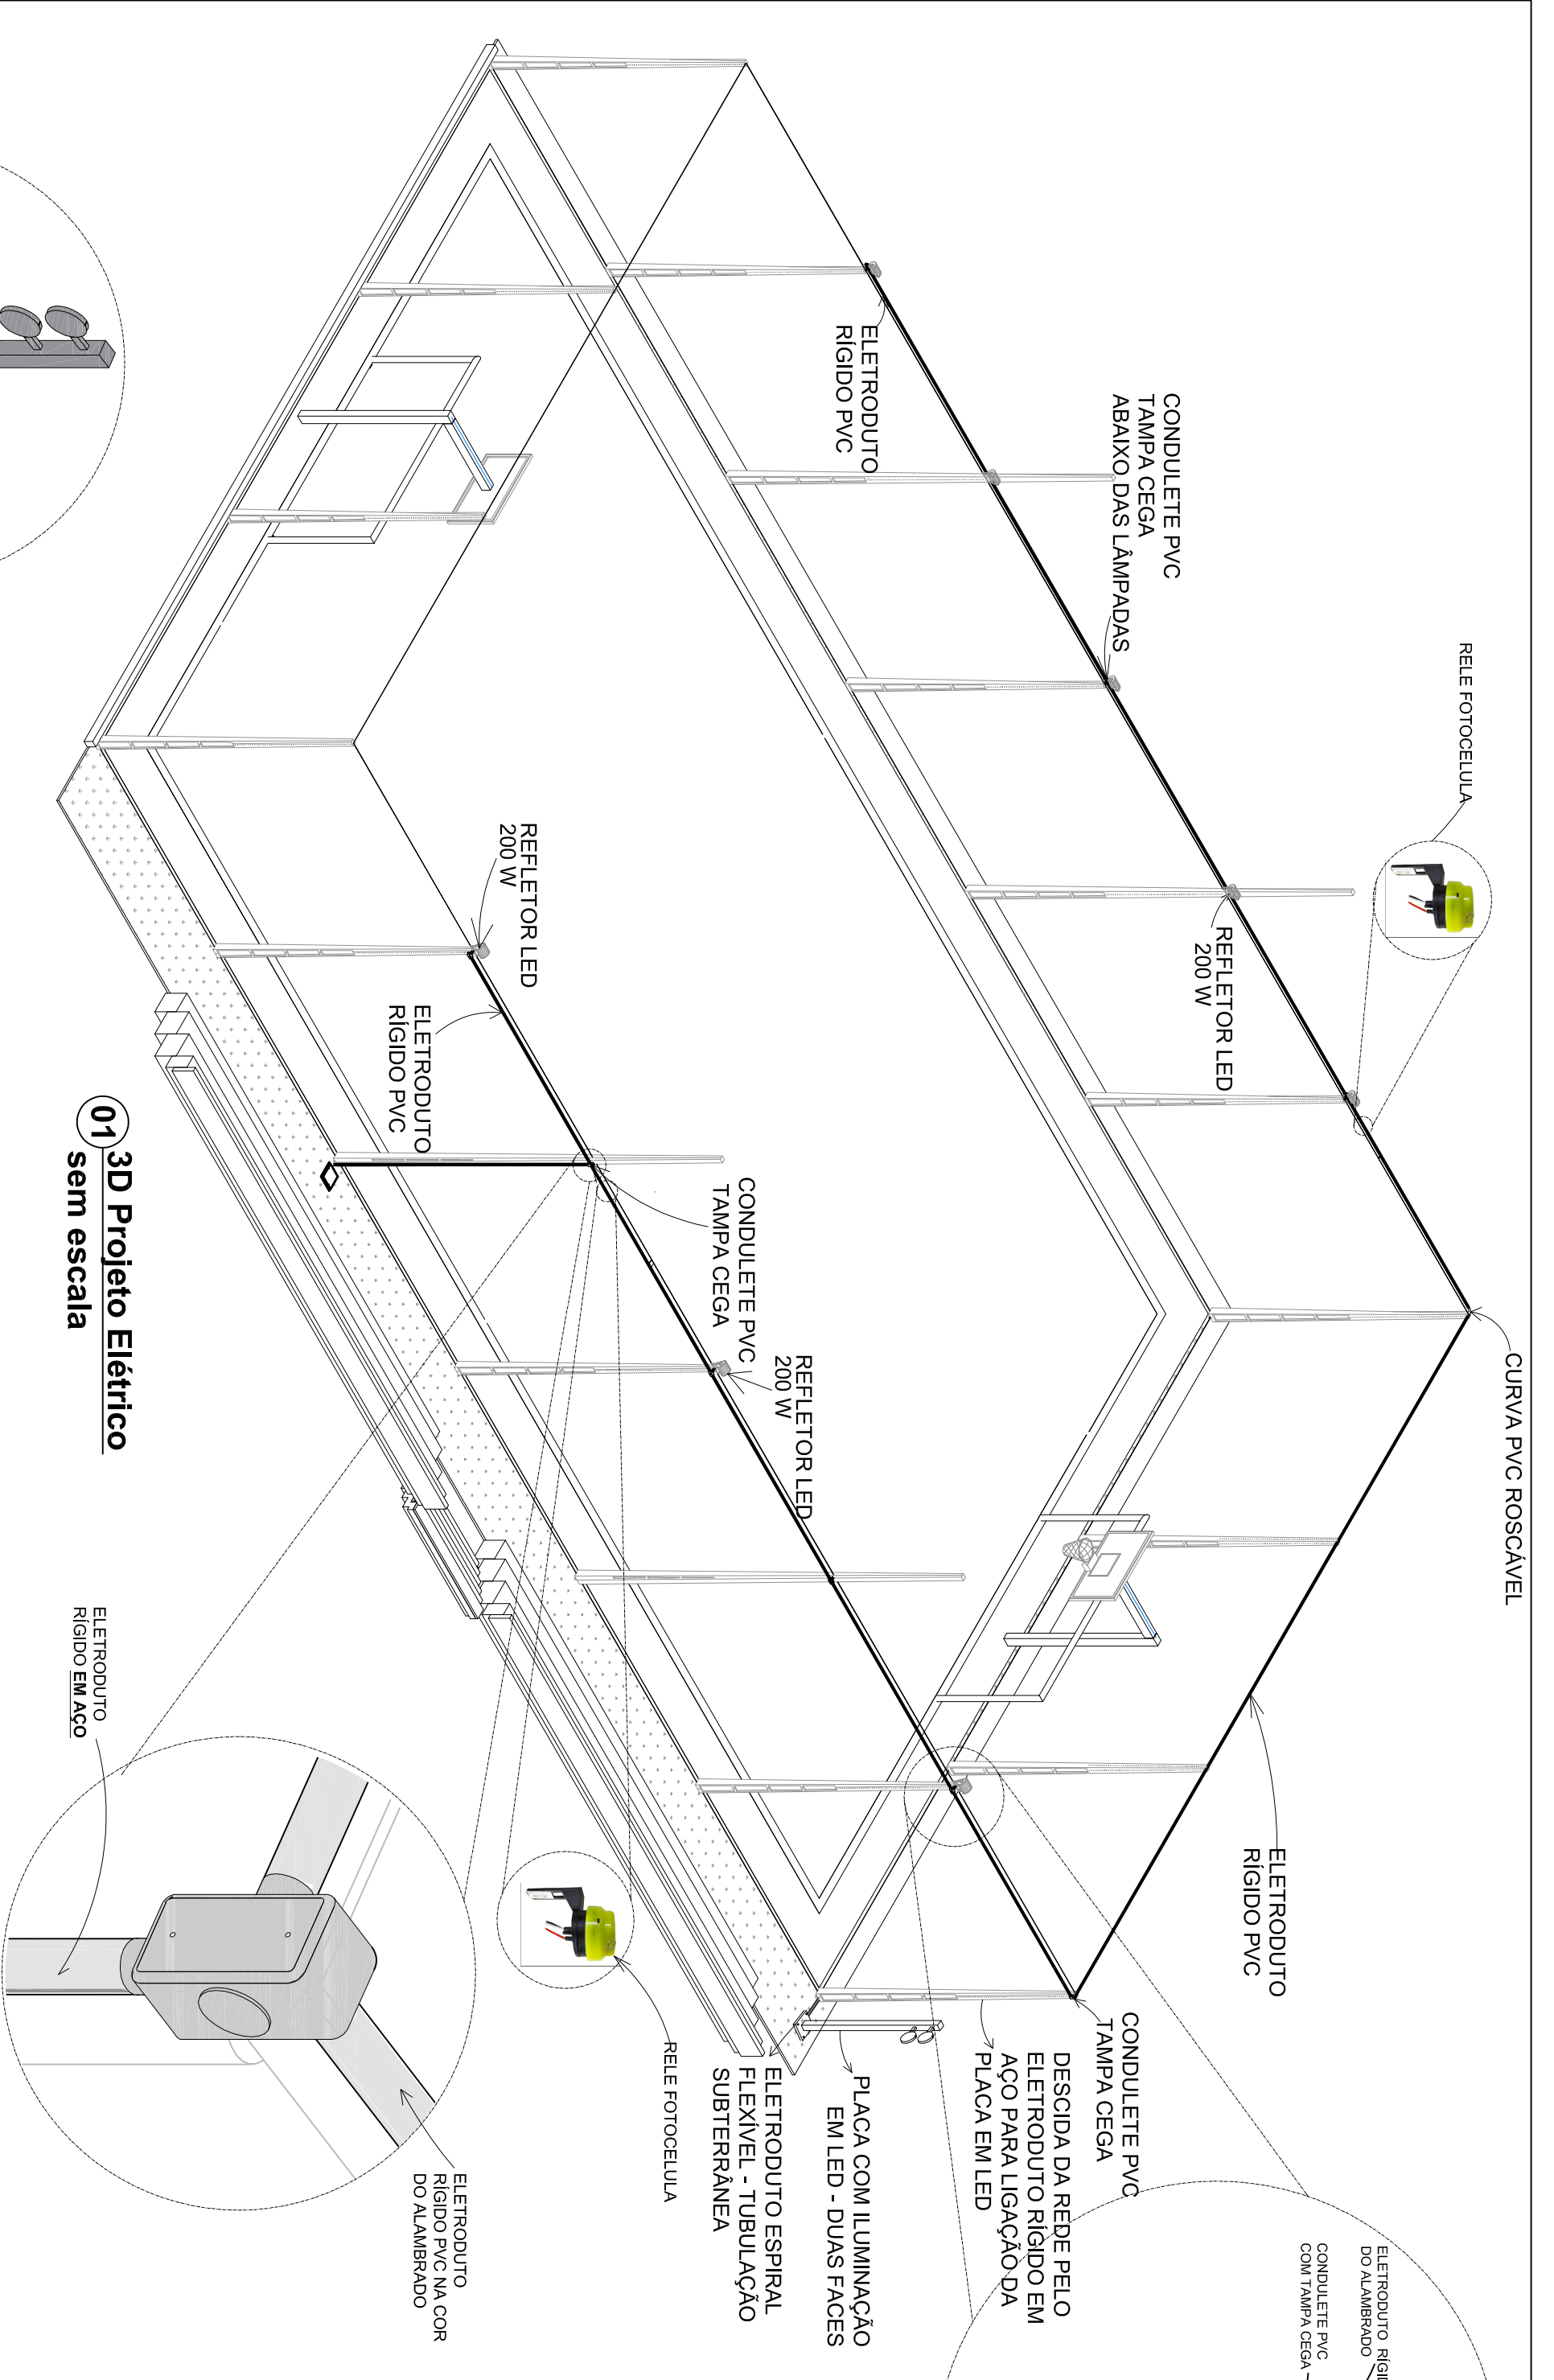 RELE FOTOCELULA
CURVA PVC ROSCÁVEL
CONDULETE PVC
TAMPA CEGA
ABAIXO DAS LÂMPADAS
ELETRODUTO
RÍGIDO PVC
REFLETOR LED
200 W
ELETRODUTO
RÍGIDO PVC
REFLETOR LED
200 W
ELETRODUTO
RÍGIDO PVC
CONDULETE PVC
TAMPA CEGA
REFLETOR LED
200 W
CONDULETE PVC
TAMPA CEGA
DESCIDA DA REDE PELO
ELETRODUTO RÍGIDO EM
AÇO PARA LIGAÇÃO DA
PLACA EM LED
PLACA COM ILUMINAÇÃO
EM LED - DUAS FACES
ELETRODUTO ESPIRAL
FLEXÍVEL - TUBULAÇÃO
SUBTERRÂNEA
RELE FOTOCELULA
ELETRODUTO
RÍGIDO PVC NA COR
DO ALAMBRADO
ELETRODUTO
RÍGIDO EM AÇO
01 3D Projeto Elétrico
sem escala
ELETRODUTO
DO ALAMBRADO
CONDULETE PVC
COM TAMPA CEGA